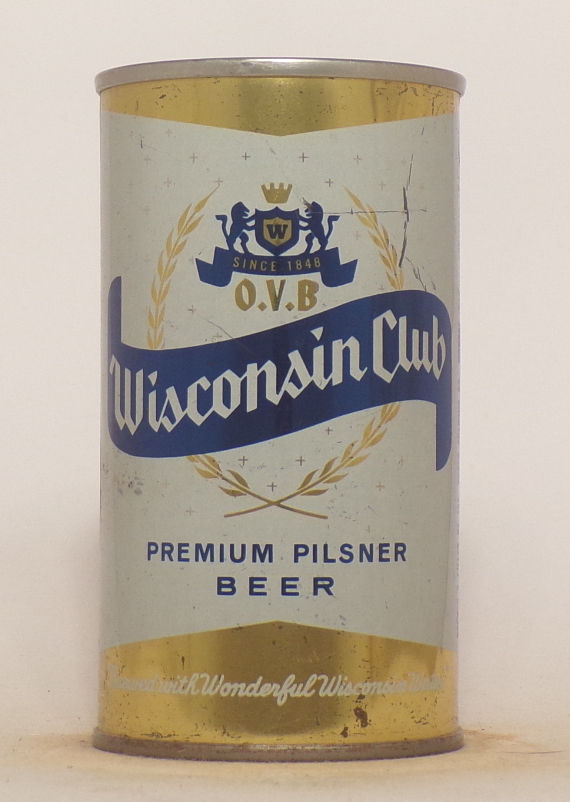 W
SINCE 1848
O.V.B
Wisconsin Club
PREMIUM PILSNER
BEER
with Wonderful Wisconsin